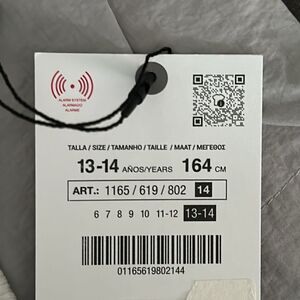 ALARM SYSTEM
ALARMADO
ALARME
TALLA / SIZE / TAMANHO / TAILLE / MAAT / ΜΕΓΕΘΟΣ
13-14 AÑOS/YEARS 164 CM
ART.: 1165 / 619 / 802 14
6 7 8 9 10 11-12 13-14
01165619802144